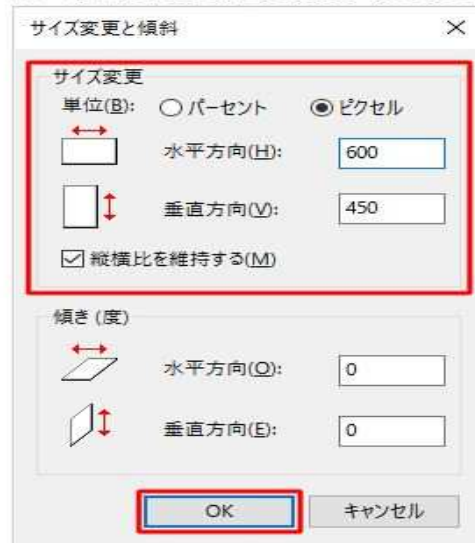 サイズ変更と傾斜
サイズ変更
単位(B): パーセント ピクセル
水平方向(H): 600
垂直方向(V): 450
縦横比を維持する(M)
傾き (度)
水平方向(O): 0
垂直方向(E): 0
OK キャンセル